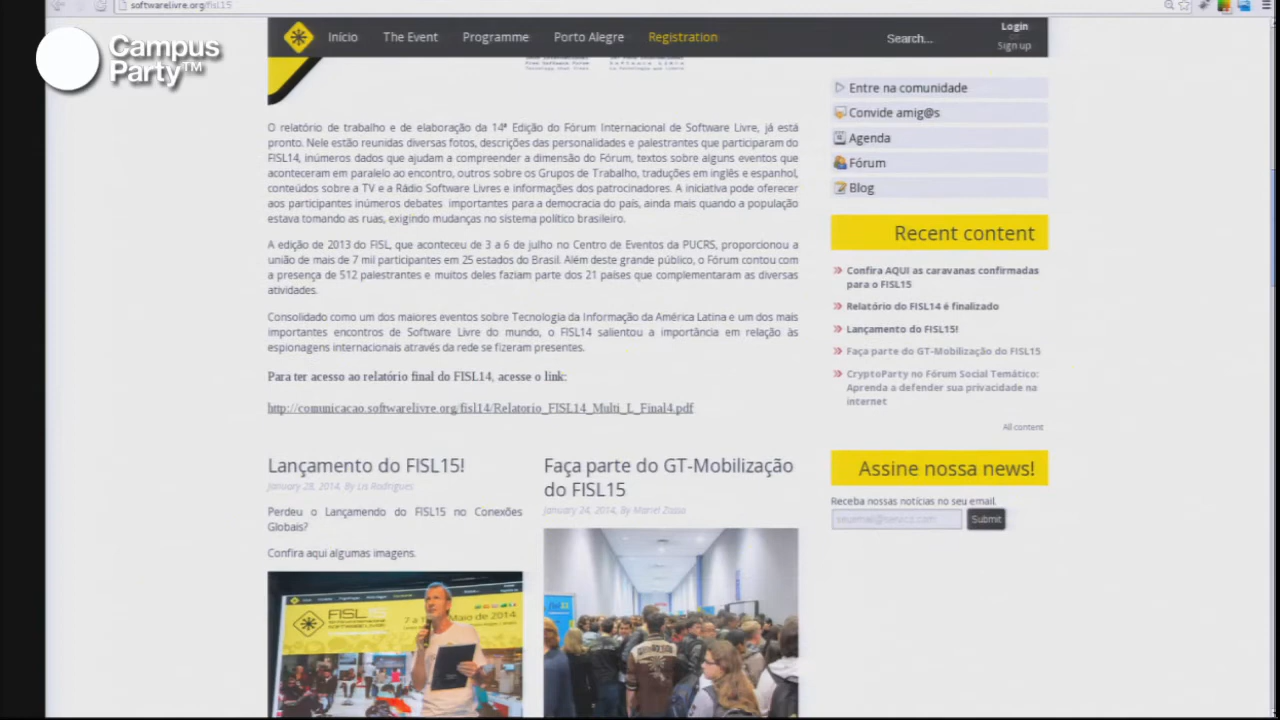 softwarelivre.org/fisl15
Campus
Party™
Início The Event Programme Porto Alegre Registration
Search...
Login
or
Sign up
O relatório de trabalho e de elaboração da 14ª Edição do Fórum Internacional de Software Livre, já está
pronto. Nele estão reunidas diversas fotos, descrições das personalidades e palestrantes que participaram do
FISL14, inúmeros dados que ajudam a compreender a dimensão do Fórum, textos sobre alguns eventos que
aconteceram em paralelo ao encontro, outros sobre os Grupos de Trabalho, traduções em inglês e espanhol,
conteúdos sobre a TV e a Rádio Software Livres e informações dos patrocinadores. A iniciativa pode oferecer
aos participantes inúmeros debates importantes para a democracia do país, ainda mais quando a população
estava tomando as ruas, exigindo mudanças no sistema político brasileiro.
A edição de 2013 do FISL, que aconteceu de 3 a 6 de julho no Centro de Eventos da PUCRS, proporcionou a
união de mais de 7 mil participantes em 25 estados do Brasil. Além deste grande público, o Fórum contou com
a presença de 512 palestrantes e muitos deles faziam parte dos 21 países que complementaram as diversas
atividades.
Consolidado como um dos maiores eventos sobre Tecnologia da Informação da América Latina e um dos mais
importantes encontros de Software Livre do mundo, o FISL14 salientou a importância em relação às
espionagens internacionais através da rede se fizeram presentes.
Para ter acesso ao relatório final do FISL14, acesse o link:
http://comunicacao.softwarelivre.org/fisl14/Relatorio_FISL14_Multi_L_Final4.pdf
Lançamento do FISL15!
January 28, 2014, By Lis Rodrigues
Perdeu o Lançamendo do FISL15 no Conexões
Globais?
Confira aqui algumas imagens.
FISL15
7 a Maio de 2014
Faça parte do GT-Mobilização
do FISL15
January 24, 2014, By Mariel Zasso
Entre na comunidade
Convide amig@s
Agenda
Fórum
Blog
Recent content
Confira AQUI as caravanas confirmadas
para o FISL15
Relatório do FISL14 é finalizado
Lançamento do FISL15!
Faça parte do GT-Mobilização do FISL15
CryptoParty no Fórum Social Temático:
Aprenda a defender sua privacidade na
internet
All content
Assine nossa news!
Receba nossas notícias no seu email.
Submit